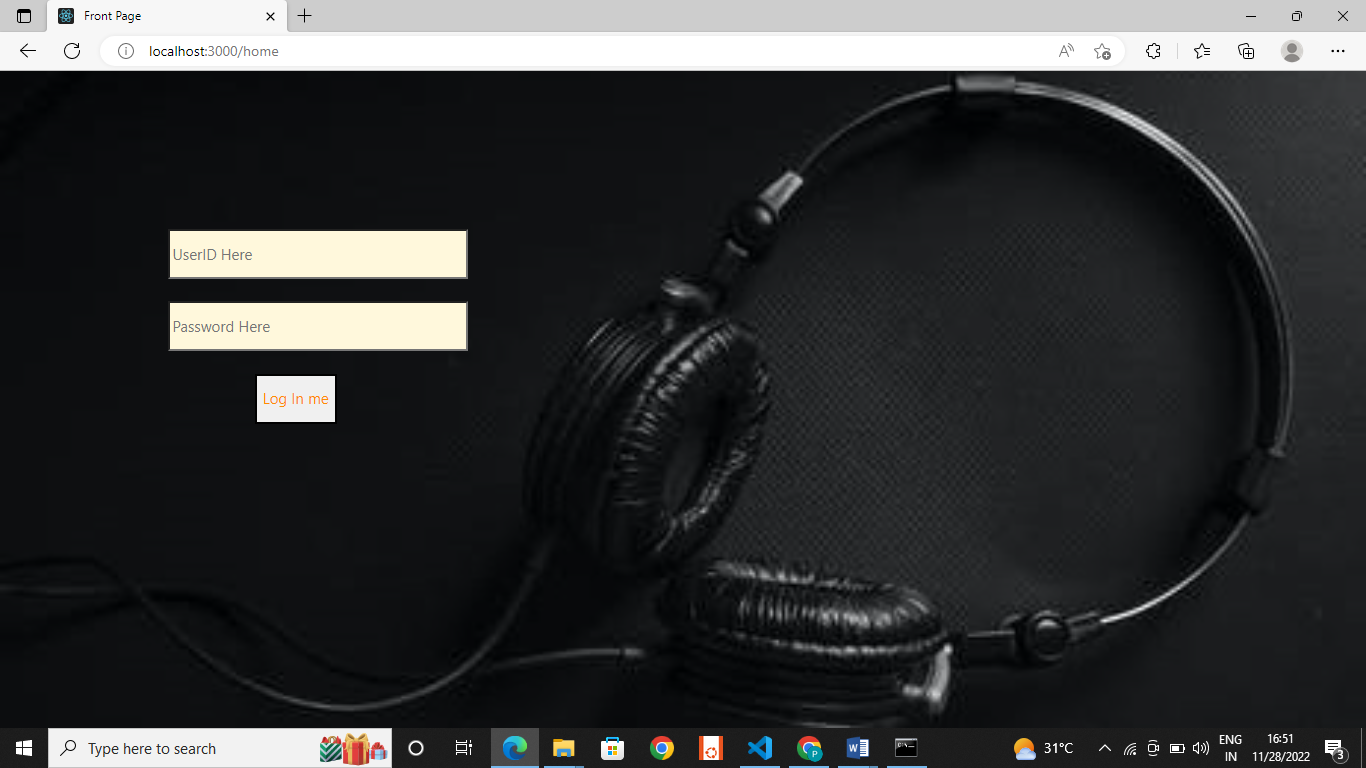 Front Page
localhost:3000/home
UserID Here
Password Here
Log In me
Type here to search
31°C
ENG
IN
16:51
11/28/2022
3